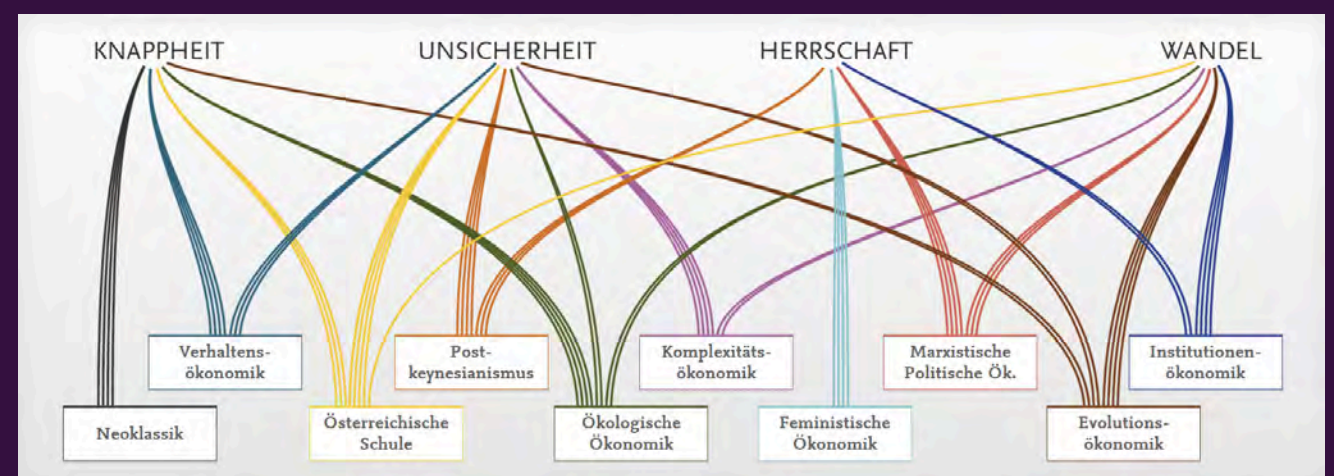 KNAPPHEIT
UNSICHERHEIT
HERRSCHAFT
WANDEL
Verhaltens-
ökonomik
Post-
keynesianismus
Komplexitäts-
ökonomik
Marxistische
Politische Ök.
Institutionen-
ökonomik
Neoklassik
Österreichische
Schule
Ökologische
Ökonomik
Feministische
Ökonomik
Evolutions-
ökonomik